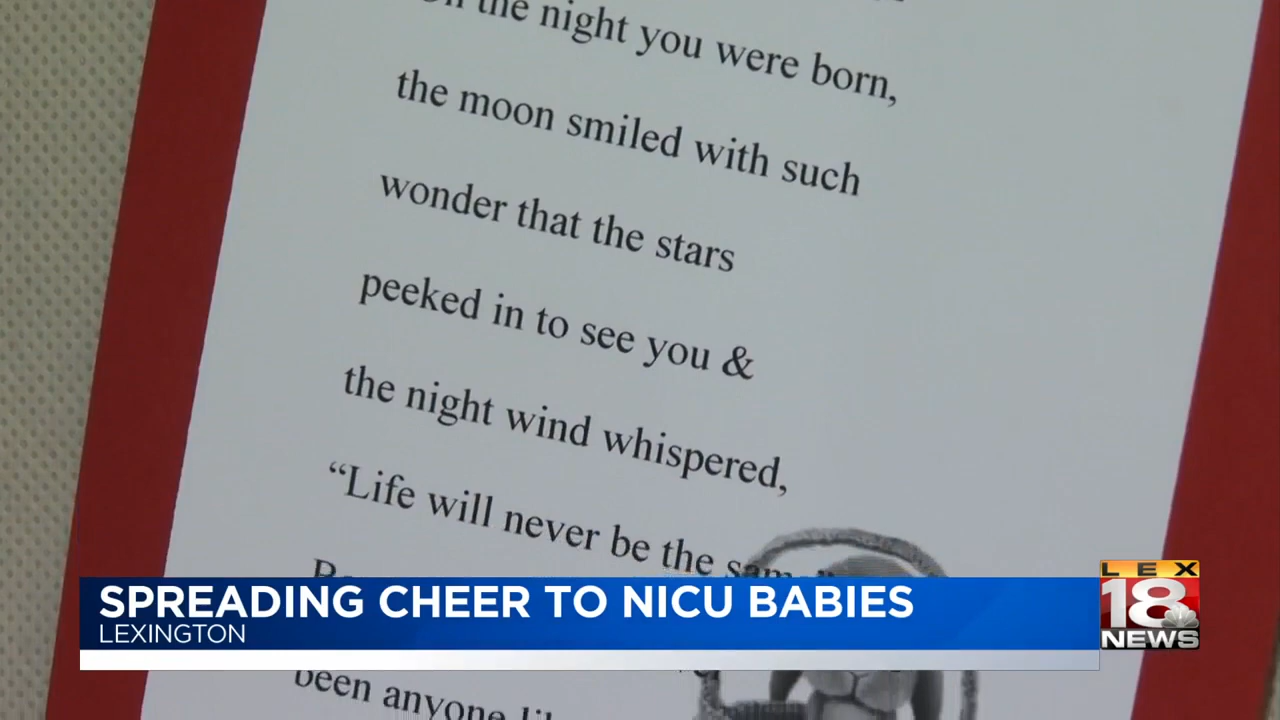 the night you were born,
the moon smiled with such
wonder that the stars
peeked in to see you &
the night wind whispered,
“Life will never be the
SPREADING CHEER TO NICU BABIES
LEXINGTON
LEX
18
NEWS
been anyone